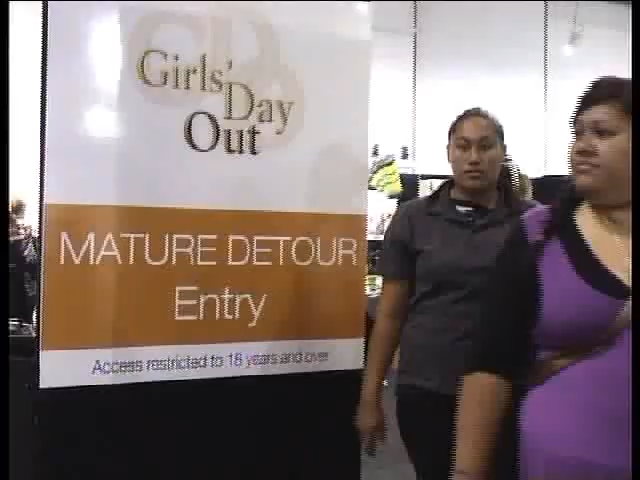 Girls'
Day
Out
MATURE DETOUR
Entry
Access restricted to 18 years and over